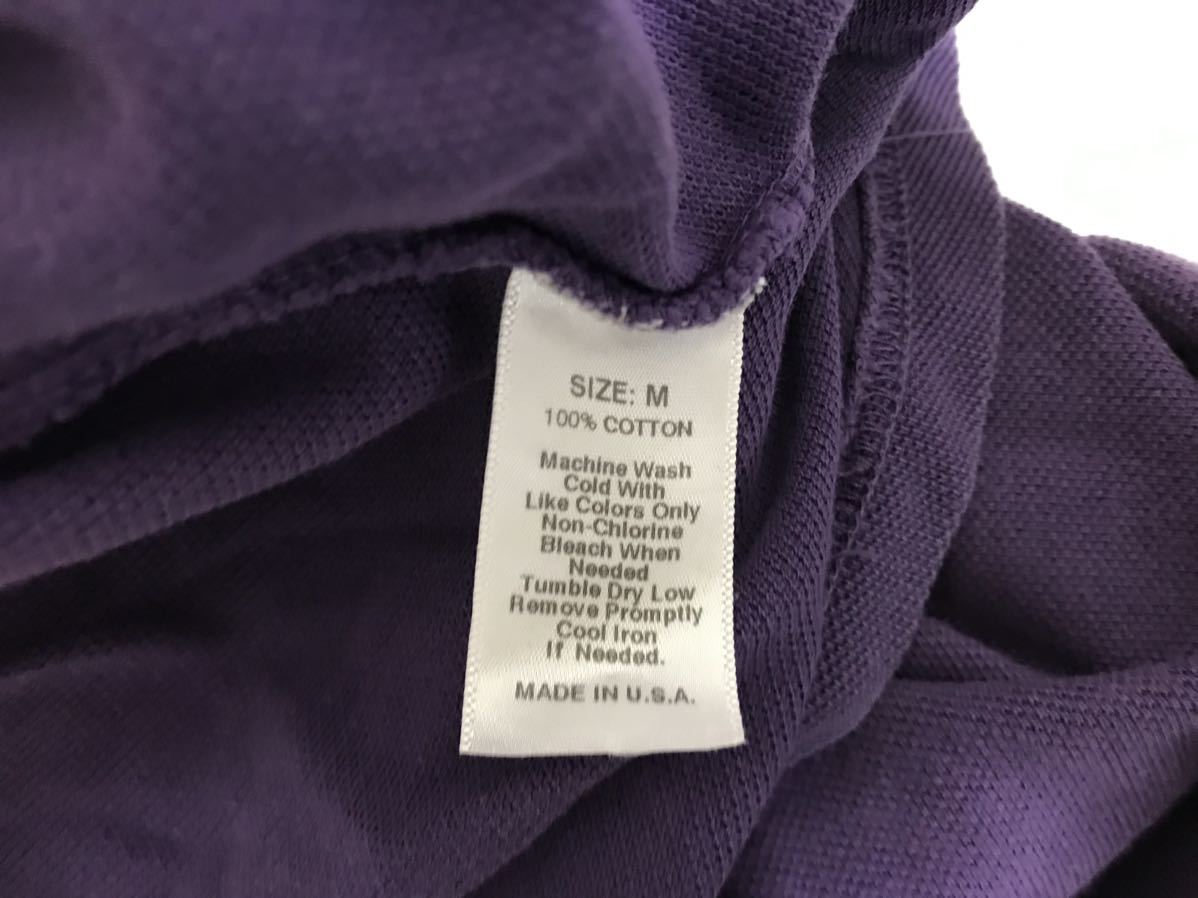 SIZE: M
100% COTTON
Machine Wash
Cold With
Like Colors Only
Non-Chlorine
Bleach When
Needed
Tumble Dry Low
Remove Promptly
Cool Iron
If Needed.
MADE IN U.S.A.